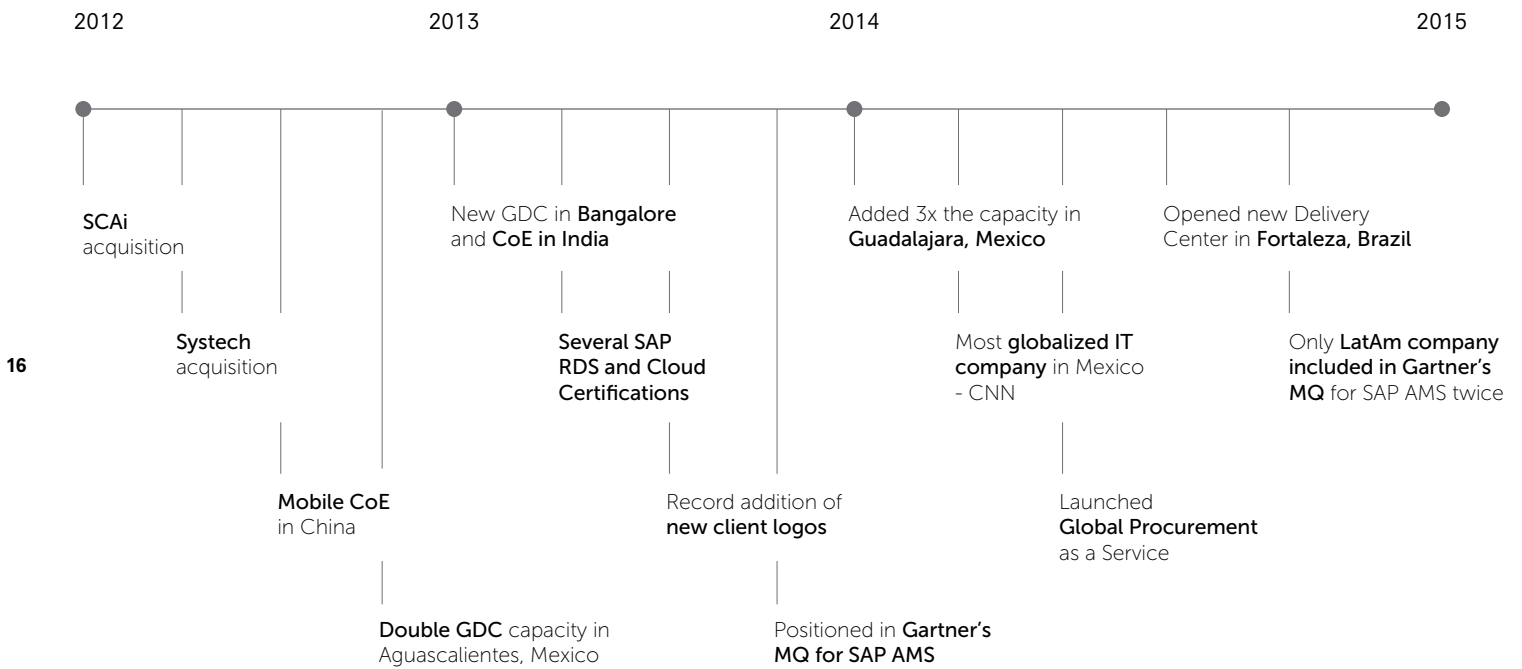 2012
2013
2014
2015
SCAi
acquisition
Systech
acquisition
Mobile CoE
in China
Double GDC capacity in
Aguascalientes, Mexico
New GDC in Bangalore
and CoE in India
Several SAP
RDS and Cloud
Certifications
Record addition of
new client logos
Positioned in Gartner's
MQ for SAP AMS
Added 3x the capacity in
Guadalajara, Mexico
Most globalized IT
company in Mexico
- CNN
Launched
Global Procurement
as a Service
Opened new Delivery
Center in Fortaleza, Brazil
Only LatAm company
included in Gartner's
MQ for SAP AMS twice
16